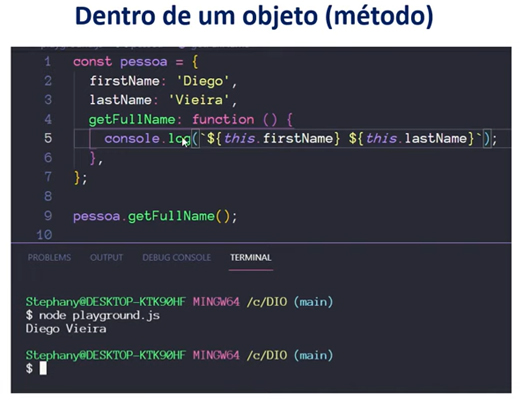 Dentro de um objeto (método)
1 const pessoa = {
2 firstName: 'Diego',
3 lastName: 'Vieira',
4 getFullName: function () {
5 console.log(`${this.firstName} ${this.lastName}`);
6 },
7 };
8
9 pessoa.getFullName();
10
PROBLEMS OUTPUT DEBUG CONSOLE TERMINAL
Stephany@DESKTOP-KTK90HF MINGW64 /c/DIO (main)
$ node playground.js
Diego Vieira
Stephany@DESKTOP-KTK90HF MINGW64 /c/DIO (main)
$